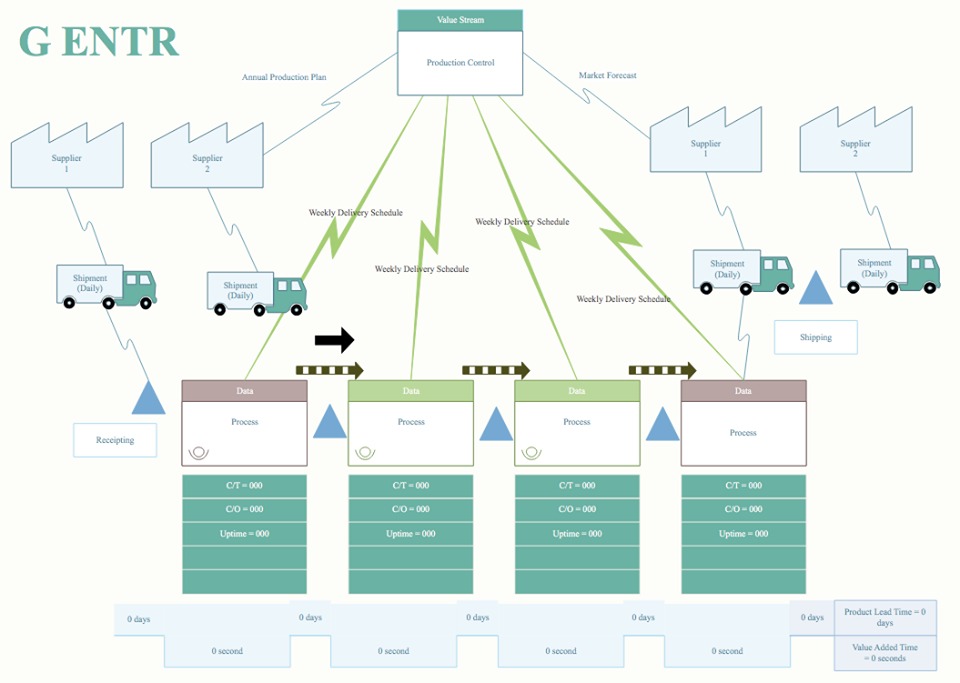 G ENTR
Value Stream
Production Control
Annual Production Plan
Market Forecast
Supplier
1
Supplier
2
Supplier
1
Supplier
2
Weekly Delivery Schedule
Weekly Delivery Schedule
Weekly Delivery Schedule
Weekly Delivery Schedule
Shipment
(Daily)
Shipment
(Daily)
Shipment
(Daily)
Shipment
(Daily)
Shipping
Receipting
Data
Process
Data
Process
Data
Process
Data
Process
C/T = 000
C/T = 000
C/T = 000
C/T = 000
C/O = 000
C/O = 000
C/O = 000
C/O = 000
Uptime = 000
Uptime = 000
Uptime = 000
Uptime = 000
0 days
0 days
0 days
0 days
0 days
Product Lead Time = 0
days
0 second
0 second
0 second
0 second
Value Added Time
= 0 seconds